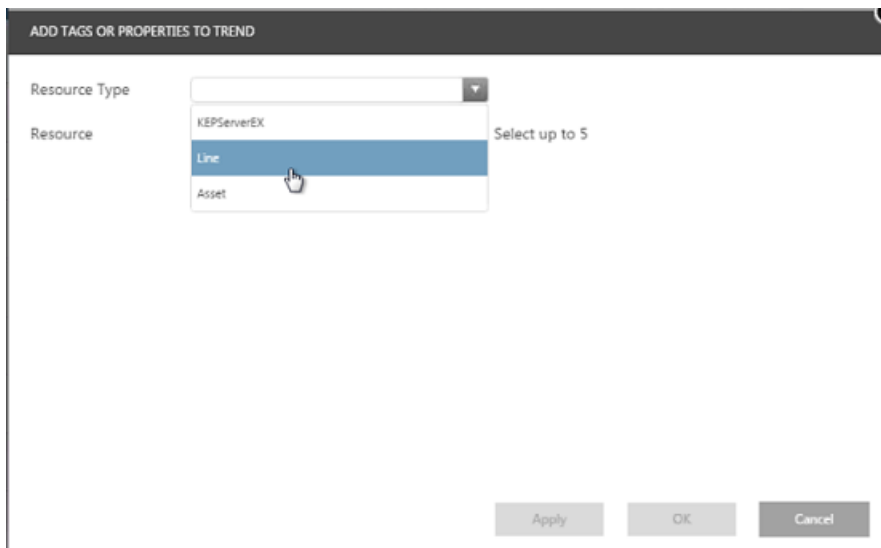 ADD TAGS OR PROPERTIES TO TREND
Resource Type
KEPServerEX
Resource
Select up to 5
Line
Asset
Apply
OK
Cancel